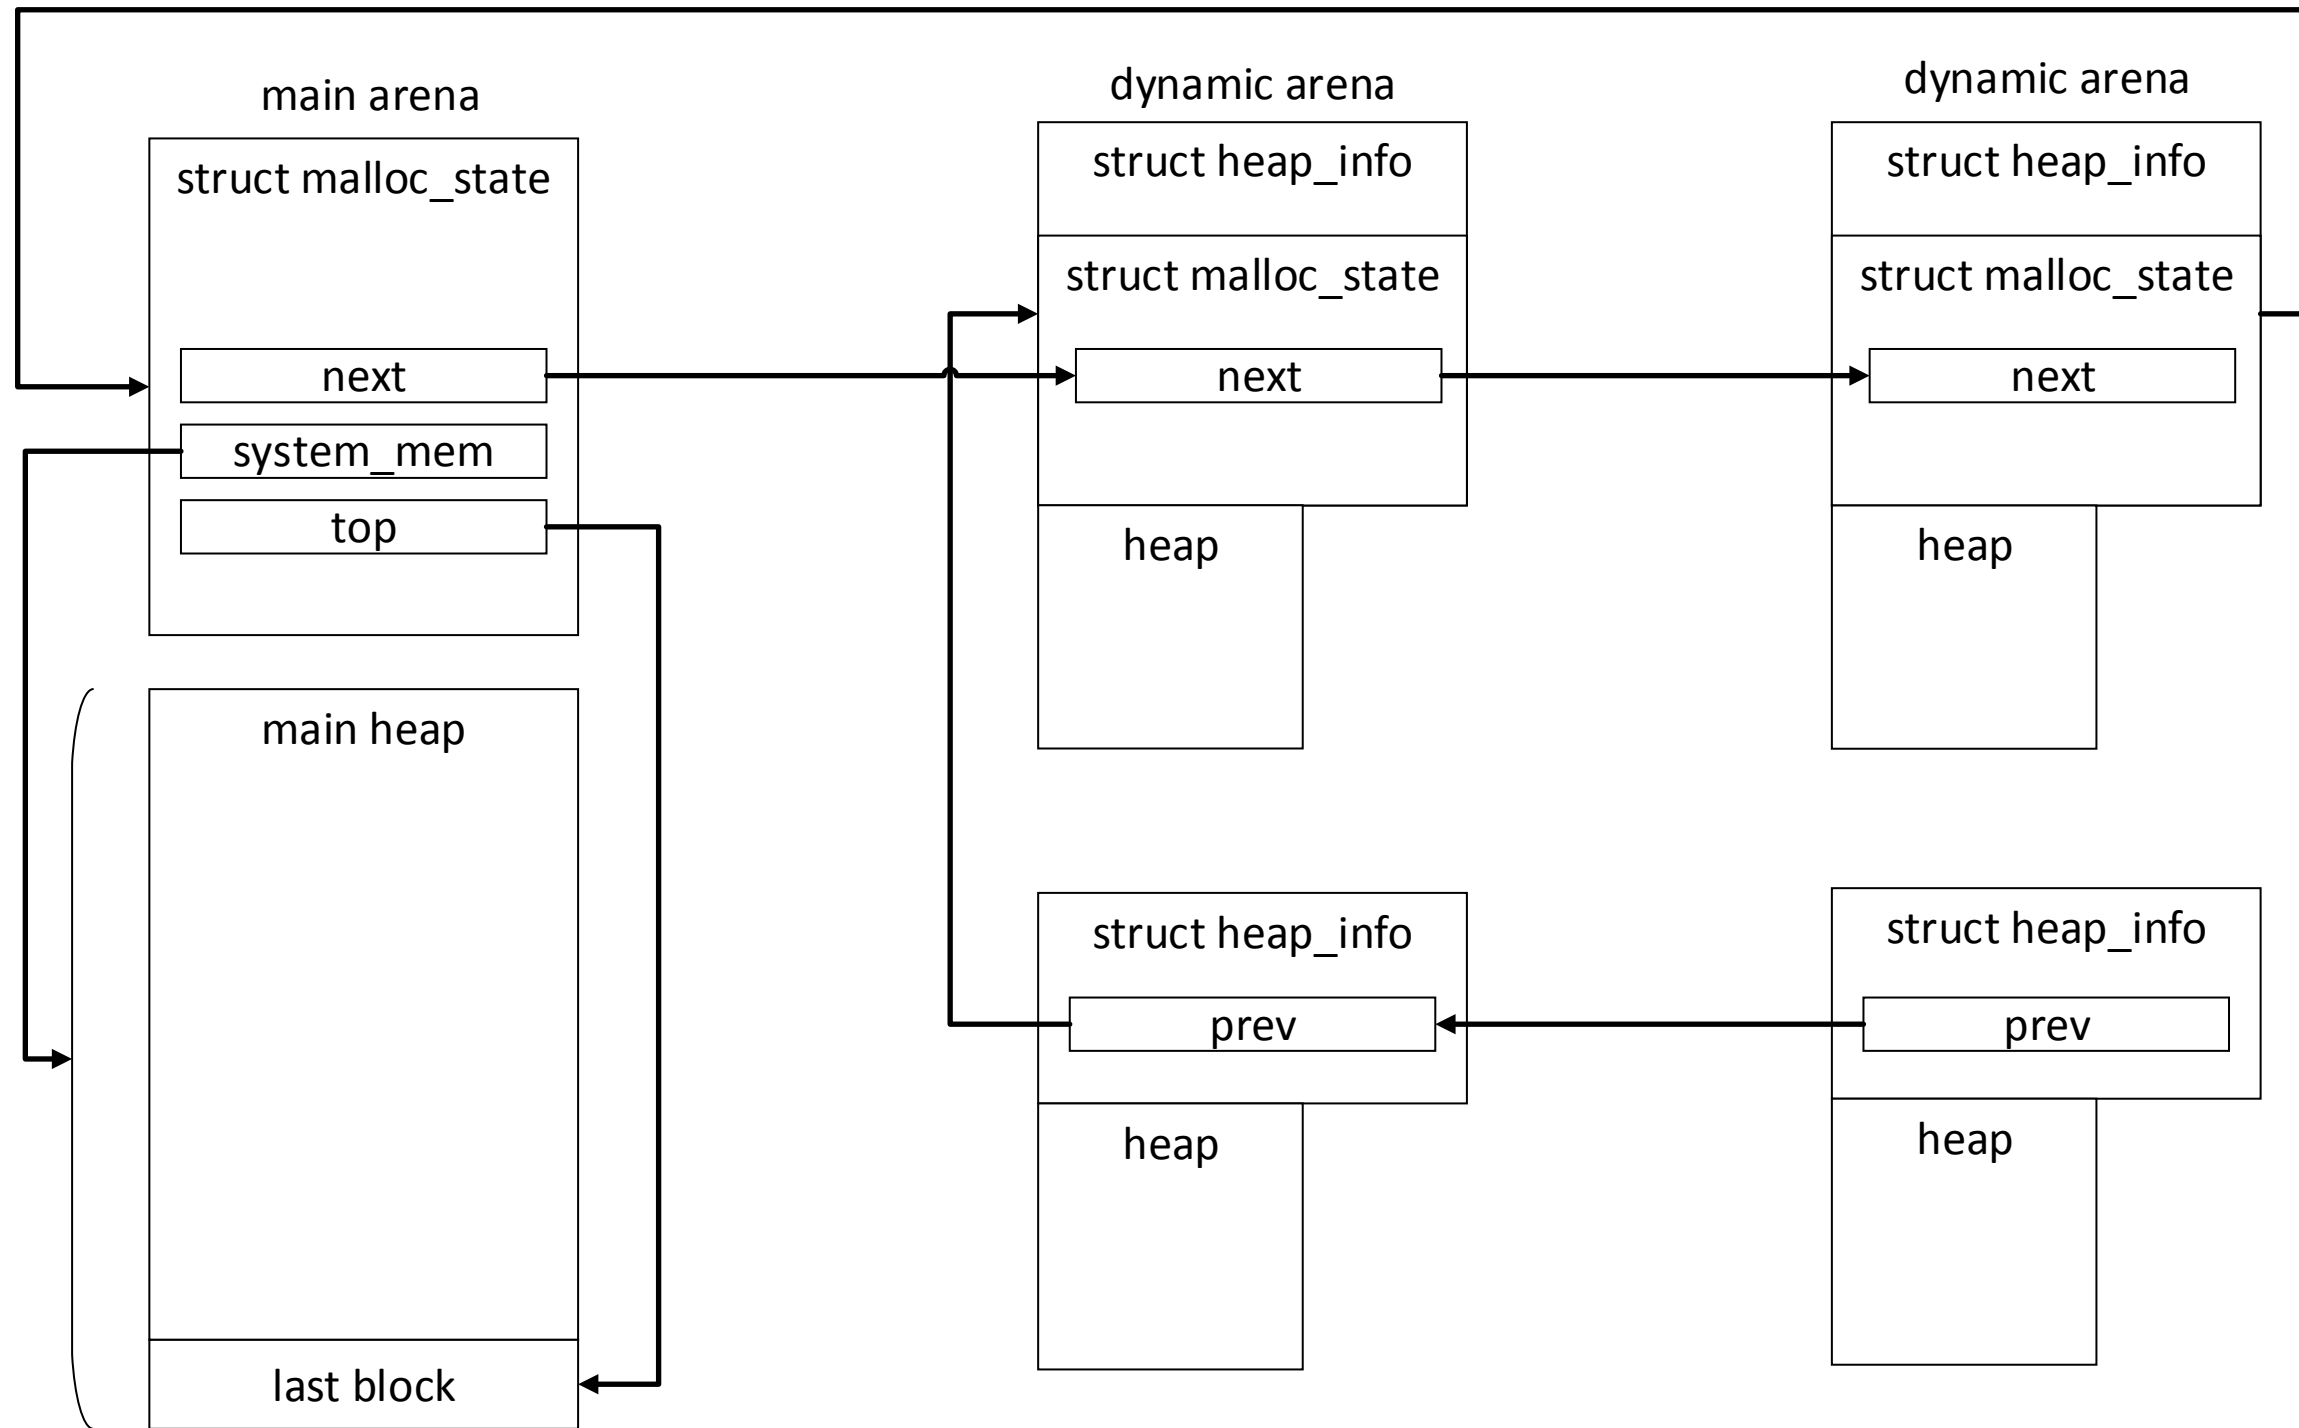 main arena
struct malloc_state
next
system_mem
top
main heap
last block
dynamic arena
struct heap_info
struct malloc_state
next
heap
struct heap_info
prev
heap
dynamic arena
struct heap_info
struct malloc_state
next
heap
struct heap_info
prev
heap